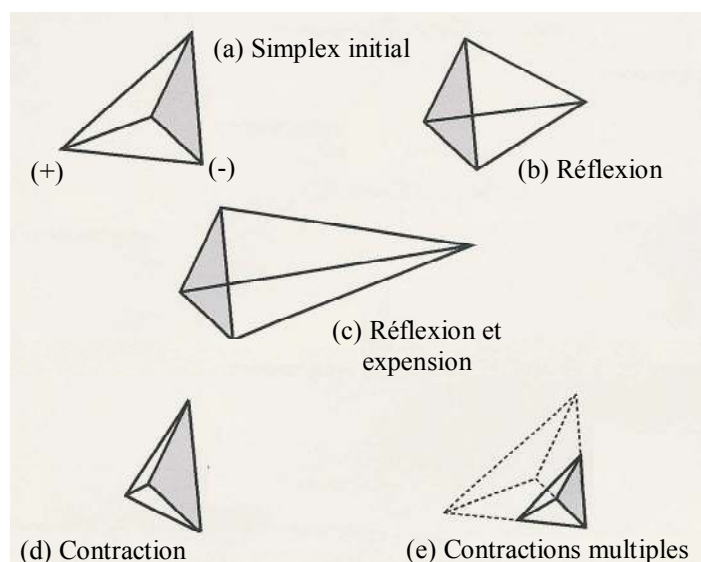 (a) Simplex initial
(+)
(-)
(b) Réflexion
(c) Réflexion et
expension
(d) Contraction
(e) Contractions multiples